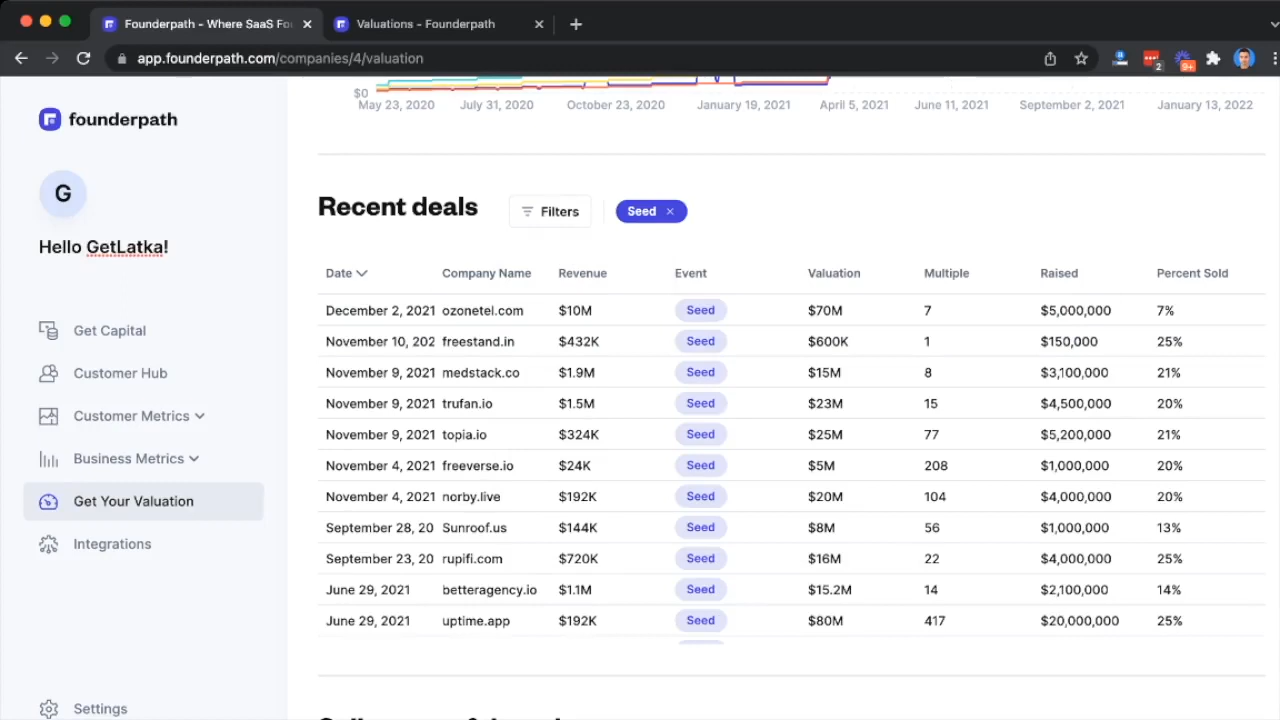 Founderpath - Where SaaS Fo
Valuations - Founderpath
app.founderpath.com/companies/4/valuation
2
9+
founderpath
G
Hello GetLatka!
Get Capital
Customer Hub
Customer Metrics
Business Metrics
Get Your Valuation
Integrations
Settings
$0
May 23, 2020 July 31, 2020 October 23, 2020 January 19, 2021 April 5, 2021 June 11, 2021 September 2, 2021 January 13, 2022
Recent deals Filters Seed ×
Date Company Name Revenue Event Valuation Multiple Raised Percent Sold
December 2, 2021 ozonetel.com $10M Seed $70M 7 $5,000,000 7%
November 10, 202 freestand.in $432K Seed $600K 1 $150,000 25%
November 9, 2021 medstack.co $1.9M Seed $15M 8 $3,100,000 21%
November 9, 2021 trufan.io $1.5M Seed $23M 15 $4,500,000 20%
November 9, 2021 topia.io $324K Seed $25M 77 $5,200,000 21%
November 4, 2021 freeverse.io $24K Seed $5M 208 $1,000,000 20%
November 4, 2021 norby.live $192K Seed $20M 104 $4,000,000 20%
September 28, 20 Sunroof.us $144K Seed $8M 56 $1,000,000 13%
September 23, 20 rupifi.com $720K Seed $16M 22 $4,000,000 25%
June 29, 2021 betteragency.io $1.1M Seed $15.2M 14 $2,100,000 14%
June 29, 2021 uptime.app $192K Seed $80M 417 $20,000,000 25%